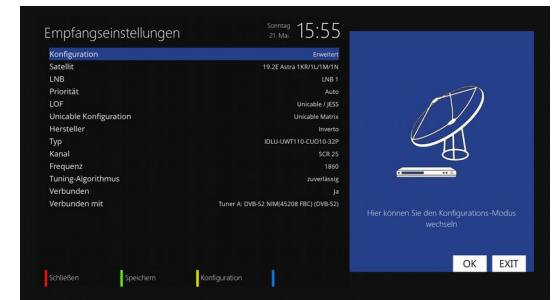 Empfangseinstellungen
Sonntag
21. Mai
15:55
Konfiguration Erweitert
Satellit 19.2E Astra 1KR/1L/1M/1N
LNB LNB 1
Priorität Auto
LOF Unicable / JESS
Unicable Konfiguration Unicable Matrix
Hersteller Inverto
Typ IDLU-UWT110-CUO10-32P
Kanal SCR 25
Frequenz 1860
Tuning-Algorithmus zuverlässig
Verbunden Ja
Verbunden mit Tuner A: DVB-S2 NIM(45208 FBC) (DVB-S2)
Hier können Sie den Konfigurations-Modus
wechseln
OK EXIT
Schließen Speichern Konfiguration